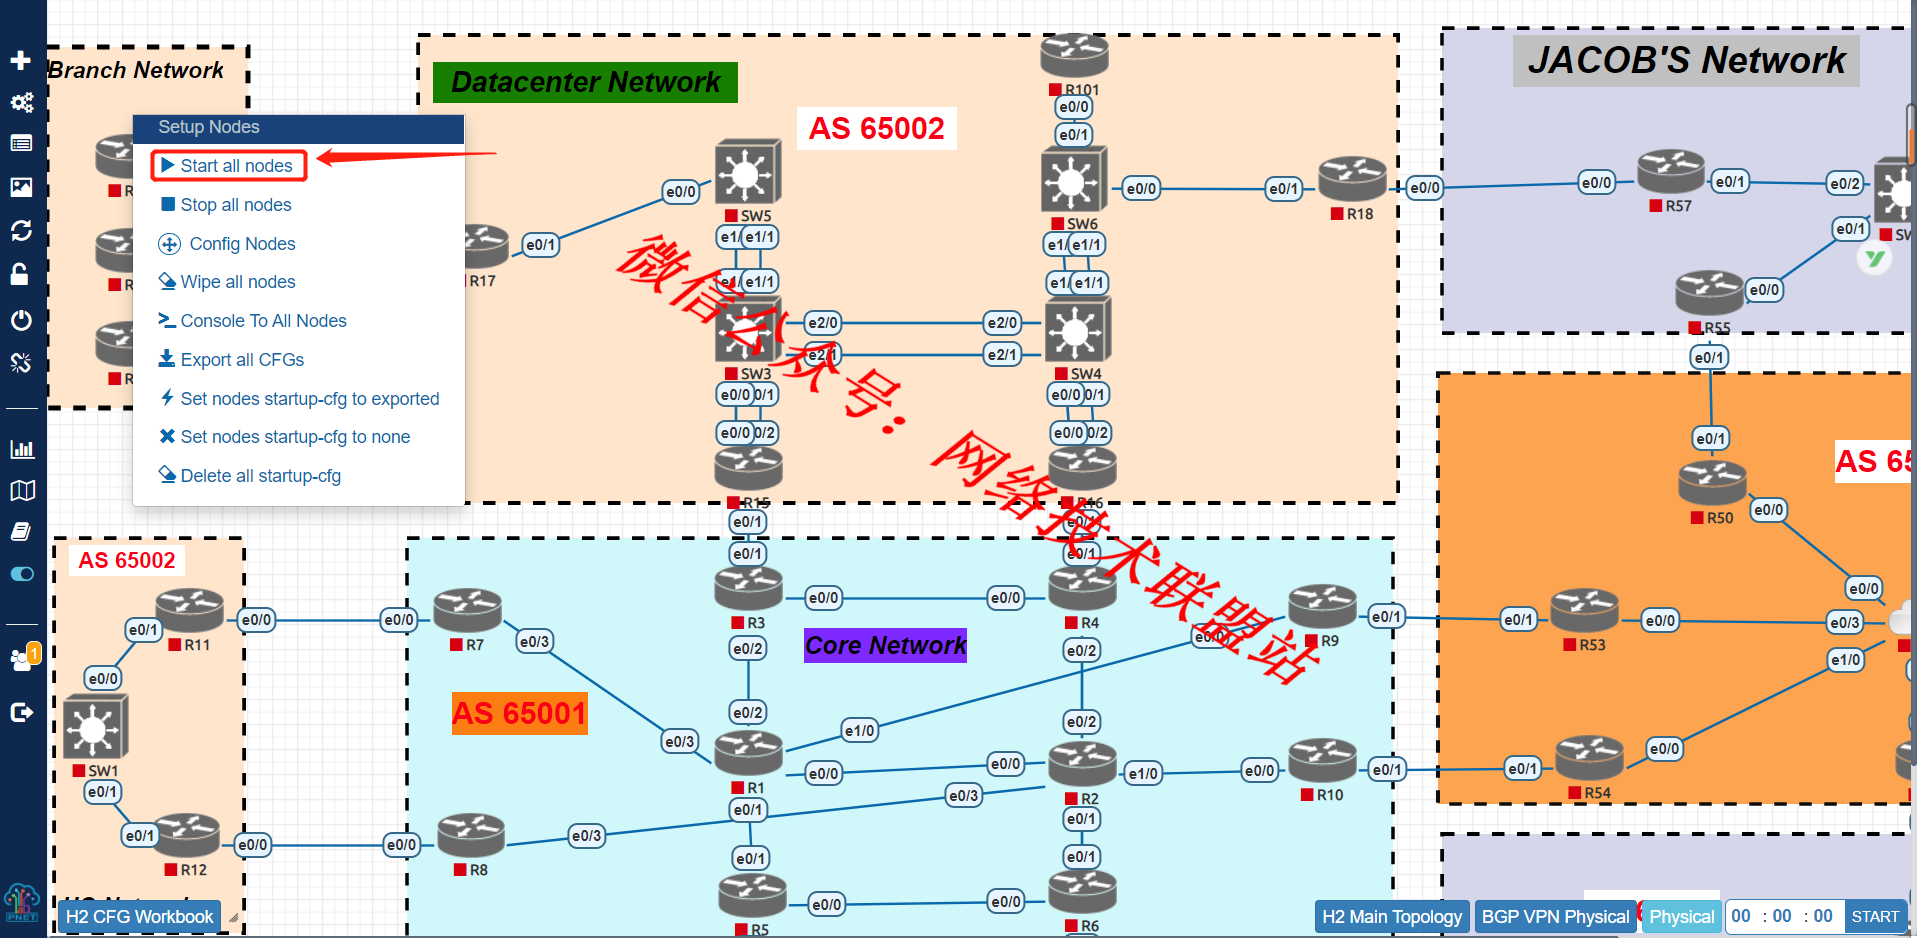 Branch Network
Datacenter Network
AS 65002
JACOB'S Network
Setup Nodes
Start all nodes
Stop all nodes
Config Nodes
Wipe all nodes
Console To All Nodes
Export all CFGs
Set nodes startup-cfg to exported
Set nodes startup-cfg to none
Delete all startup-cfg
R101
e0/0
e0/1
SW5
e0/0
e0/1
R17
e1/1
e1/1
SW3
SW6
e0/0
e0/1
R18
e0/0
e1/1
e1/1
SW4
e2/0
e2/0
e2/1
e2/1
e0/0
0/1
e0/0
0/2
R15
e0/1
e0/0
0/1
e0/0
0/2
R16
e0/1
e0/0
R57
e0/1
e0/2
e0/1
e0/0
R55
e0/1
e0/1
R50
e0/0
e0/0
AS 65
微信公众号：网络技术联盟站
AS 65002
R11
e0/1
e0/0
e0/0
SW1
e0/1
e0/1
R12
e0/0
e0/0
e0/0
R7
e0/3
e0/3
AS 65001
Core Network
e0/1
R3
e0/0
e0/0
R4
e0/1
e0/2
e0/2
e0/2
e0/2
R1
e1/0
e0/0
e0/0
e0/0
R9
e0/1
R2
e1/0
e0/0
R10
e0/1
R8
e0/3
e0/3
e0/1
e0/1
R5
e0/0
e0/0
e0/1
e0/1
R6
e0/1
R53
e0/0
e0/3
e1/0
e0/1
R54
e0/0
1
PNET
H2 CFG Workbook
H2 Main Topology
BGP VPN Physical
Physical
00 : 00 : 00
START